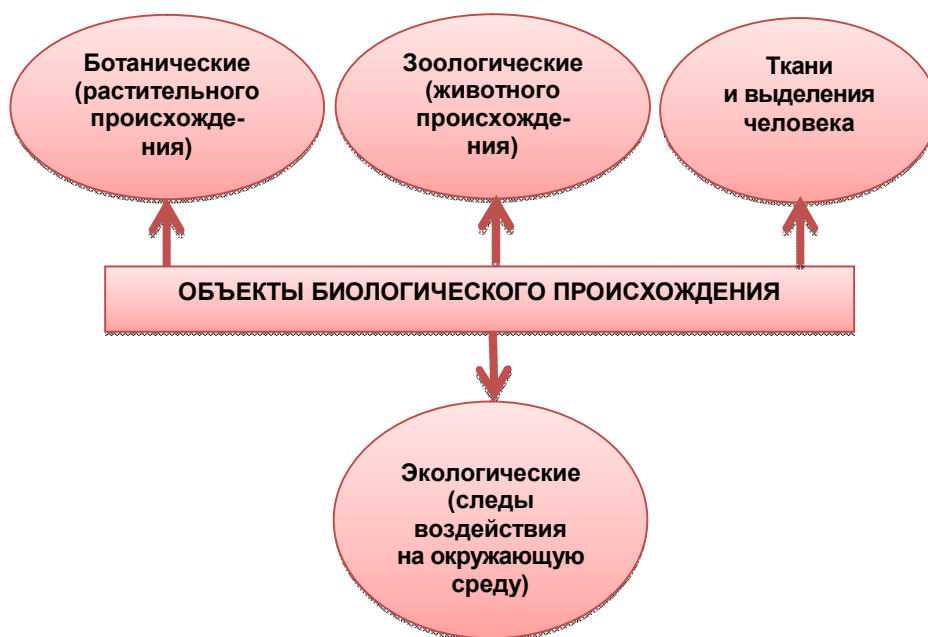 Ботанические
(растительного
происхожде-
ния)
Зоологические
(животного
происхожде-
ния)
Ткани
и выделения
человека
ОБЪЕКТЫ БИОЛОГИЧЕСКОГО ПРОИСХОЖДЕНИЯ
Экологические
(следы
воздействия
на окружающую
среду)